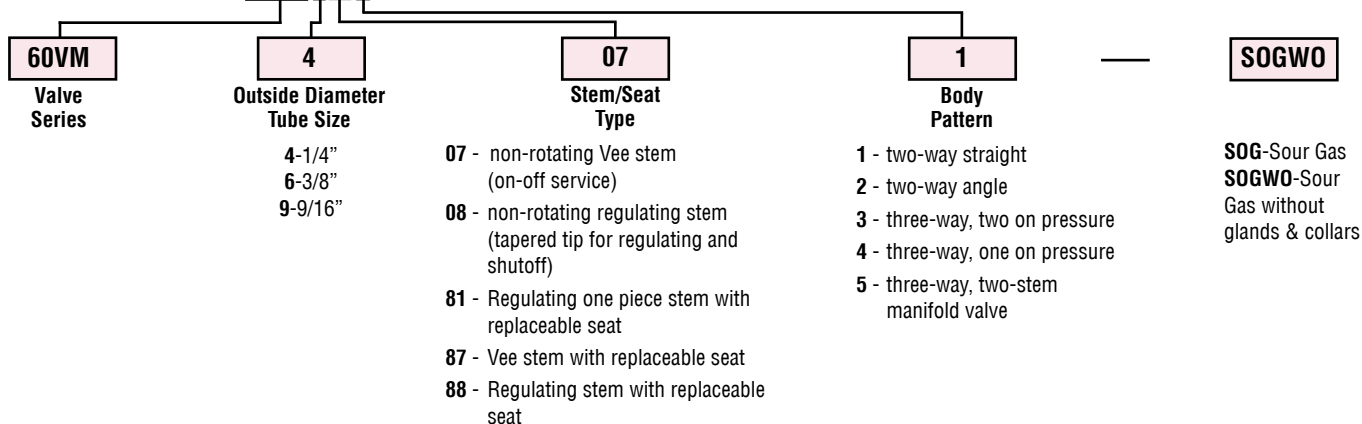 60VM
Valve
Series
4
Outside Diameter
Tube Size
4-1/4”
6-3/8”
9-9/16”
07
Stem/Seat
Type
07 - non-rotating Vee stem
(on-off service)
08 - non-rotating regulating stem
(tapered tip for regulating and
shutoff)
81 - Regulating one piece stem with
replaceable seat
87 - Vee stem with replaceable seat
88 - Regulating stem with replaceable
seat
1
Body
Pattern
1 - two-way straight
2 - two-way angle
3 - three-way, two on pressure
4 - three-way, one on pressure
5 - three-way, two-stem
manifold valve
—
SOGWO
SOG-Sour Gas
SOGWO-Sour
Gas without
glands & collars